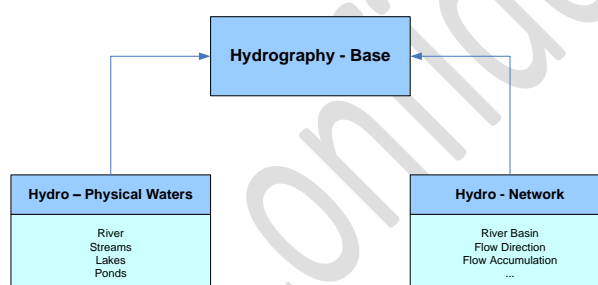 Hydrography - Base
Hydro – Physical Waters
River
Streams
Lakes
Ponds
Hydro - Network
River Basin
Flow Direction
Flow Accumulation
...